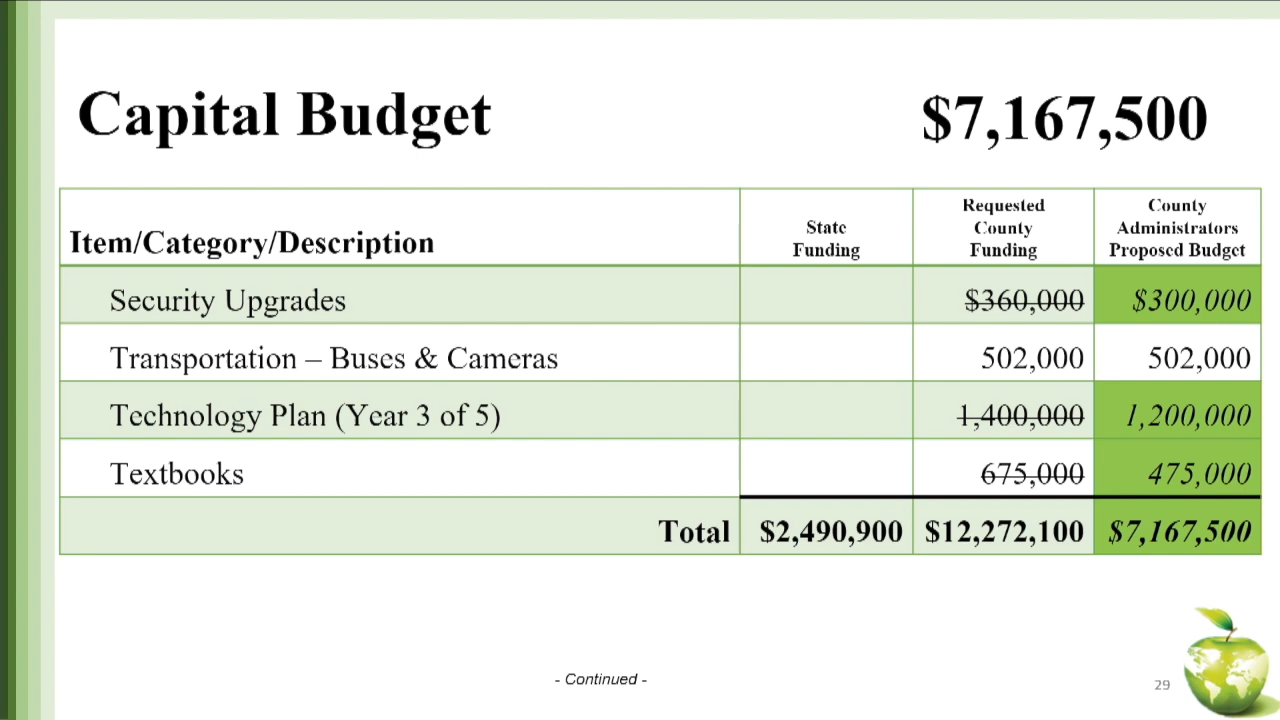 Capital Budget $7,167,500
Item/Category/Description State Funding Requested County Funding County Administrators Proposed Budget
Security Upgrades $360,000 $300,000
Transportation – Buses & Cameras 502,000 502,000
Technology Plan (Year 3 of 5) 1,400,000 1,200,000
Textbooks 675,000 475,000
Total $2,490,900 $12,272,100 $7,167,500
- Continued -
29